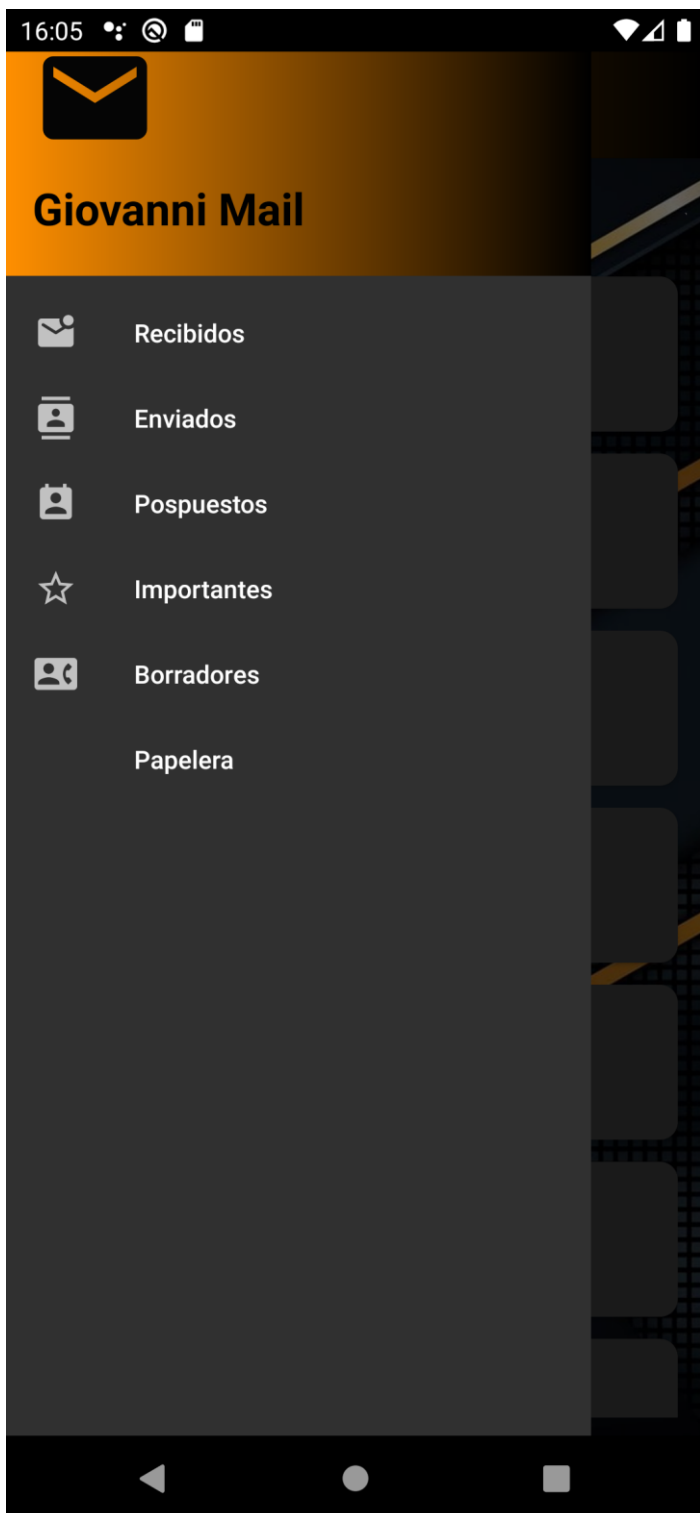 16:05
Giovanni Mail
Recibidos
Enviados
Pospuestos
Importantes
Borradores
Papelera